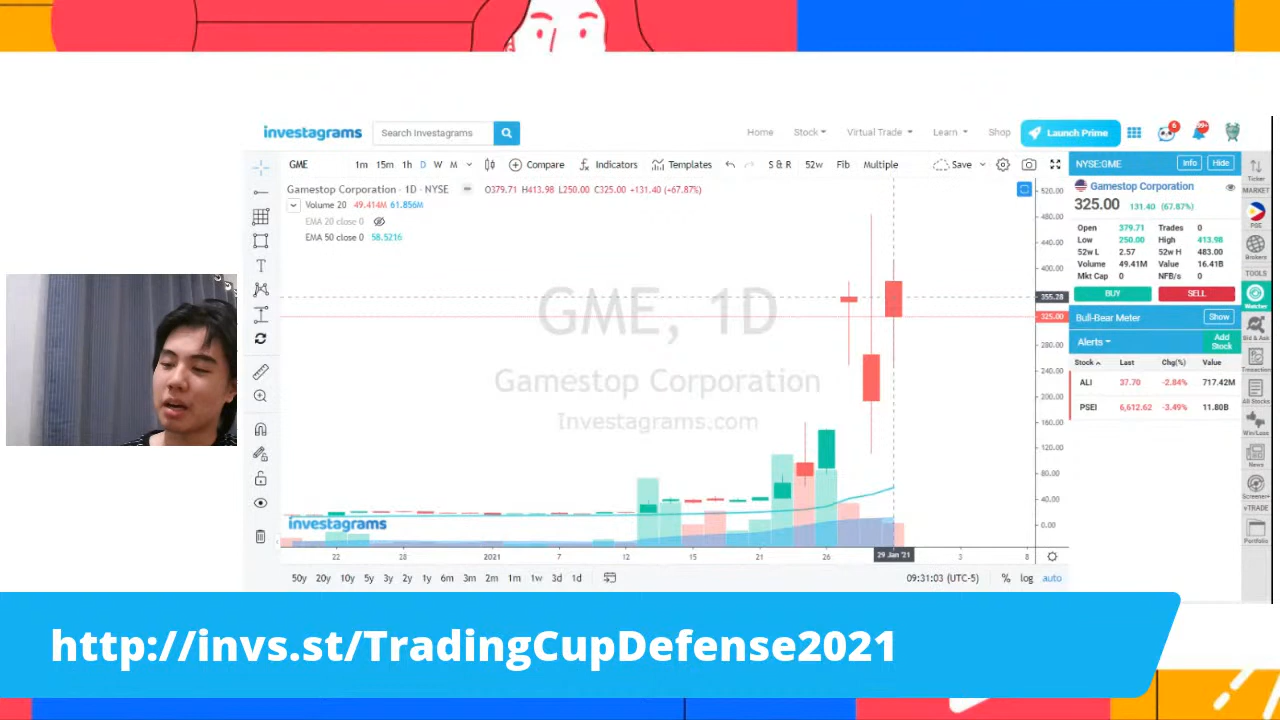 investagrams
Search Investagrams
Home Stock Virtual Trade Learn Shop Launch Prime 6 99+
GME 1m 15m 1h D W M Compare Indicators Templates S & R 52w Fib Multiple Save
Gamestop Corporation · 1D · NYSE O379.71 H413.98 L250.00 C325.00 +131.40 (+67.87%)
Volume 20 49.414M 61.856M
EMA 20 close 0
EMA 50 close 0 58.5216
GME, 1D
Gamestop Corporation
Investagrams.com
investagrams
520.00
480.00
440.00
400.00
355.28
325.00
280.00
240.00
200.00
160.00
120.00
80.00
40.00
0.00
22 28 2021 7 12 15 21 26 29 Jan '21 3 8
50y 20y 10y 5y 3y 2y 1y 6m 3m 2m 1m 1w 3d 1d 09:31:03 (UTC-5) % log auto
NYSE:GME Info Hide
Gamestop Corporation
325.00 131.40 (67.87%)
Open 379.71 Trades 0
Low 250.00 High 413.98
52w L 2.57 52w H 483.00
Volume 49.41M Value 16.41B
Mkt Cap 0 NFB/s 0
BUY SELL
Bull-Bear Meter Show
Alerts Add Stock
Stock Last Chg(%) Value
ALI 37.70 -2.84% 717.42M
PSEI 6,612.62 -3.49% 11.80B
Ticker
MARKET
PSE
Brokers
TOOLS
Watcher
Bid & Ask
Transaction
All Stocks
Win/Lose
News
Screener+
vTRADE
Portfolio
http://invs.st/TradingCupDefense2021